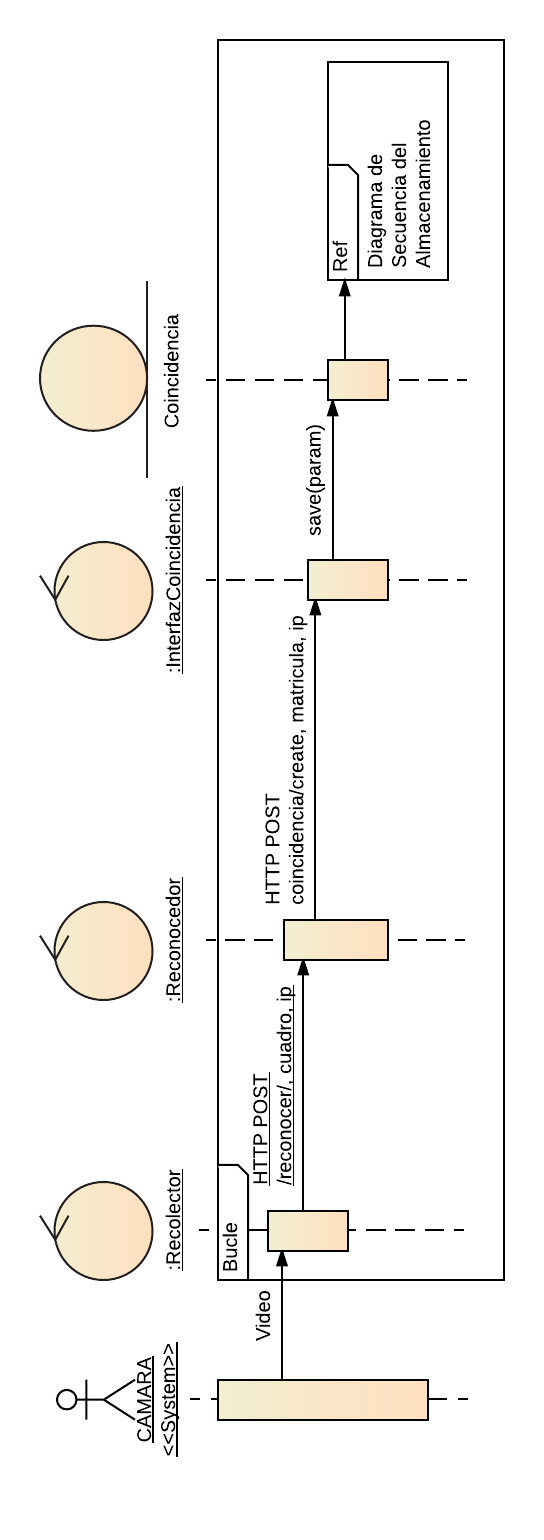 CAMARA
<<System>>
:Recolector
:Reconocedor
:InterfazCoincidencia
Coincidencia
Bucle
Video
HTTP POST
/reconocer/, cuadro, ip
HTTP POST
coincidencia/create, matricula, ip
save(param)
Ref
Diagrama de
Secuencia del
Almacenamiento